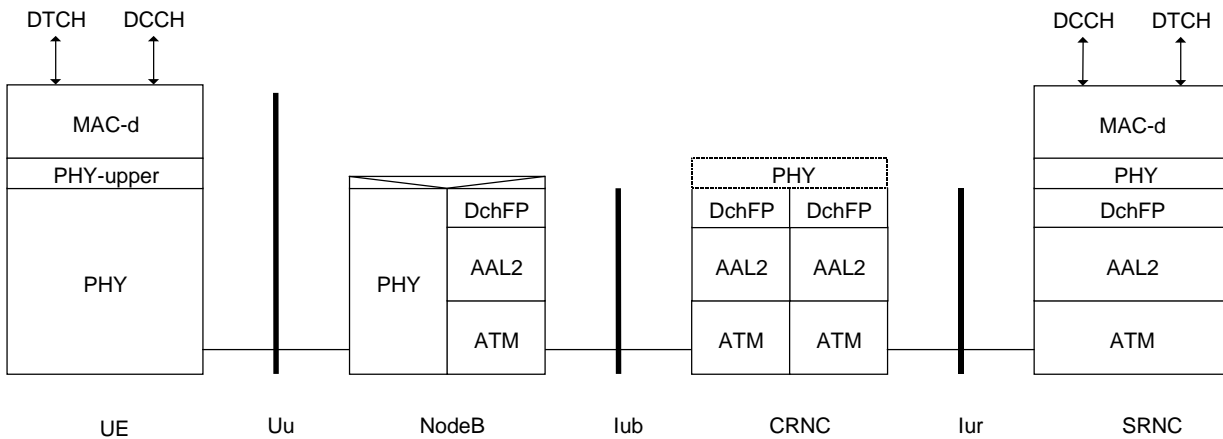 DTCH DCCH DCCH DTCH
MAC-d MAC-d
PHY-upper PHY PHY
DchFP DchFP DchFP DchFP
PHY PHY AAL2 AAL2 AAL2 AAL2
ATM ATM ATM ATM
UE Uu NodeB Iub CRNC Iur SRNC